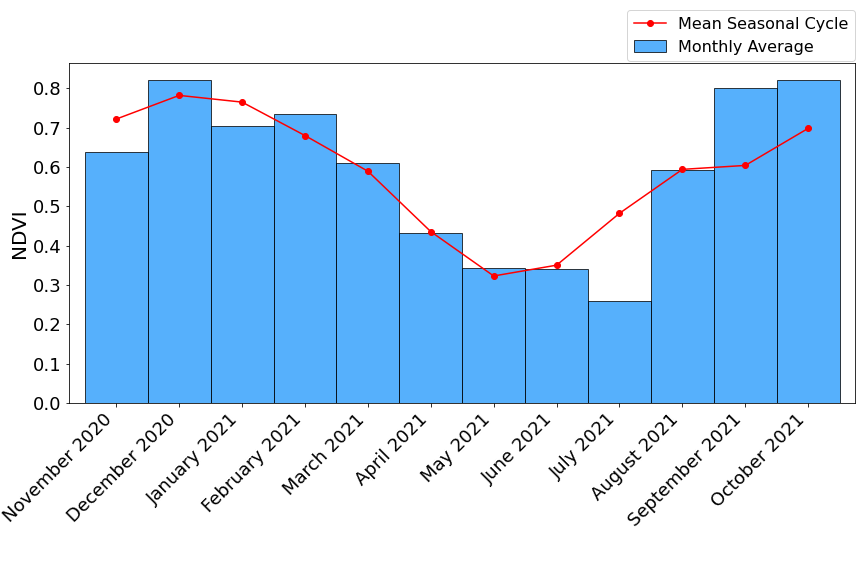 Mean Seasonal Cycle
Monthly Average
NDVI
0.8
0.7
0.6
0.5
0.4
0.3
0.2
0.1
0.0
November 2020
December 2020
January 2021
February 2021
March 2021
April 2021
May 2021
June 2021
July 2021
August 2021
September 2021
October 2021